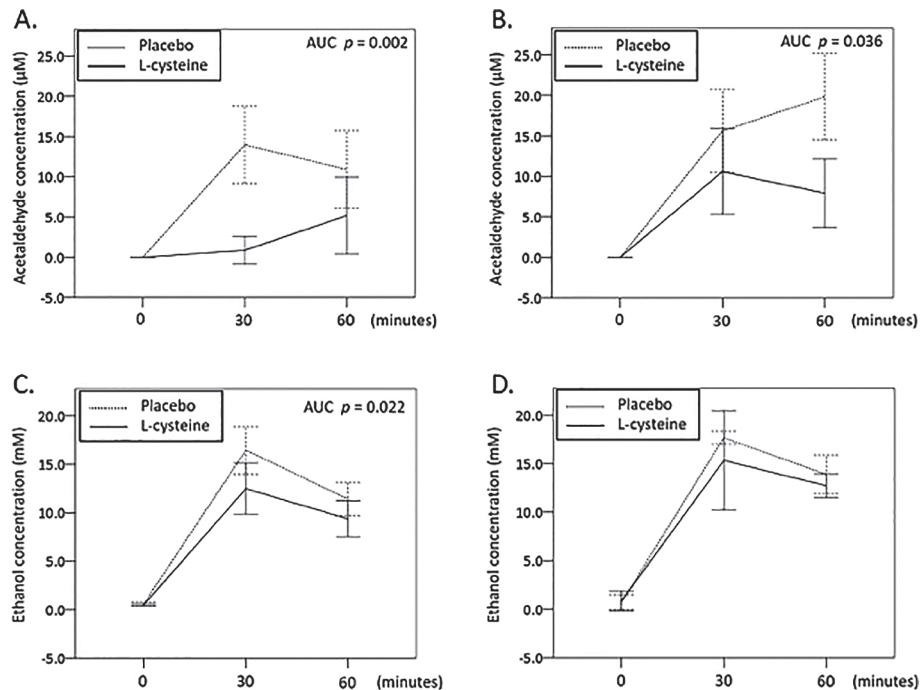 A.
Placebo
L-cysteine
AUC p = 0.002
Acetaldehyde concentration (μM)
25.0
20.0
15.0
10.0
5.0
0.0
-5.0
0 30 60 (minutes)
B.
Placebo
L-cysteine
AUC p = 0.036
Acetaldehyde concentration (μM)
25.0
20.0
15.0
10.0
5.0
0.0
-5.0
0 30 60 (minutes)
C.
Placebo
L-cysteine
AUC p = 0.022
Ethanol concentration (mM)
20.0
15.0
10.0
5.0
0.0
-5.0
0 30 60 (minutes)
D.
Placebo
L-cysteine
Ethanol concentration (mM)
20.0
15.0
10.0
5.0
0.0
-5.0
0 30 60 (minutes)